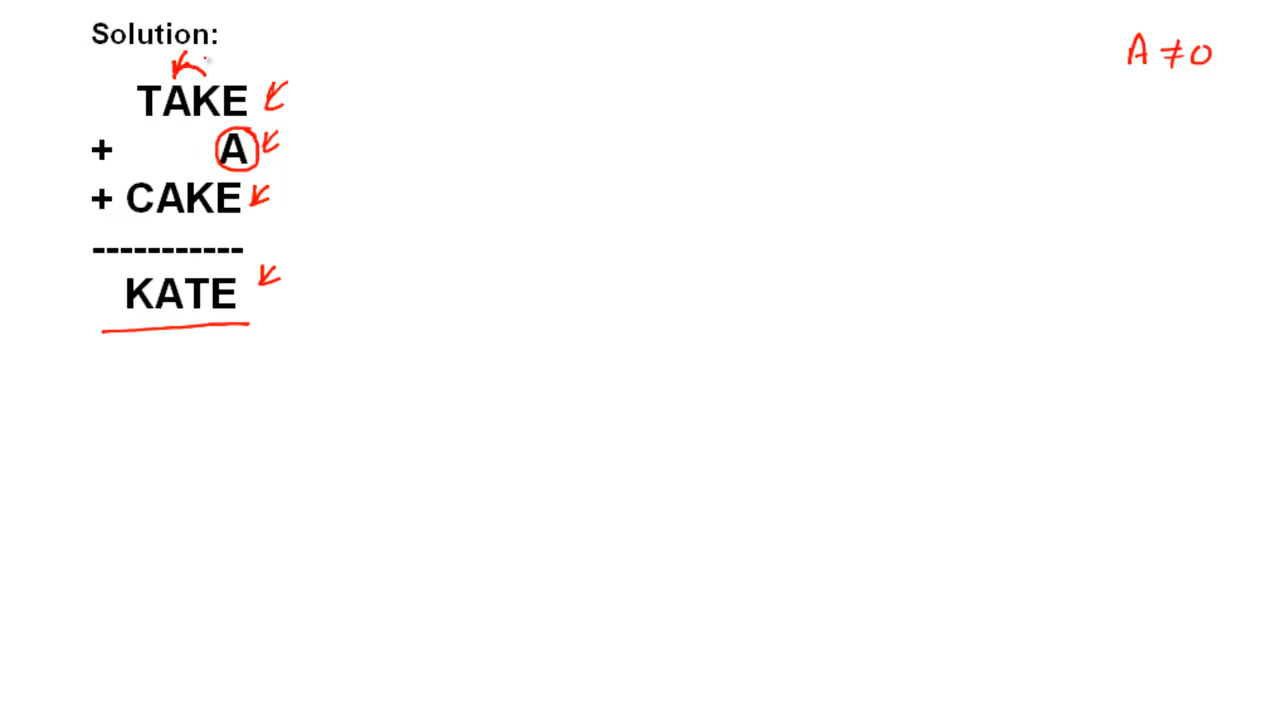 Solution:
A ≠ 0
TAKE
+ A
+ CAKE
-----------
KATE